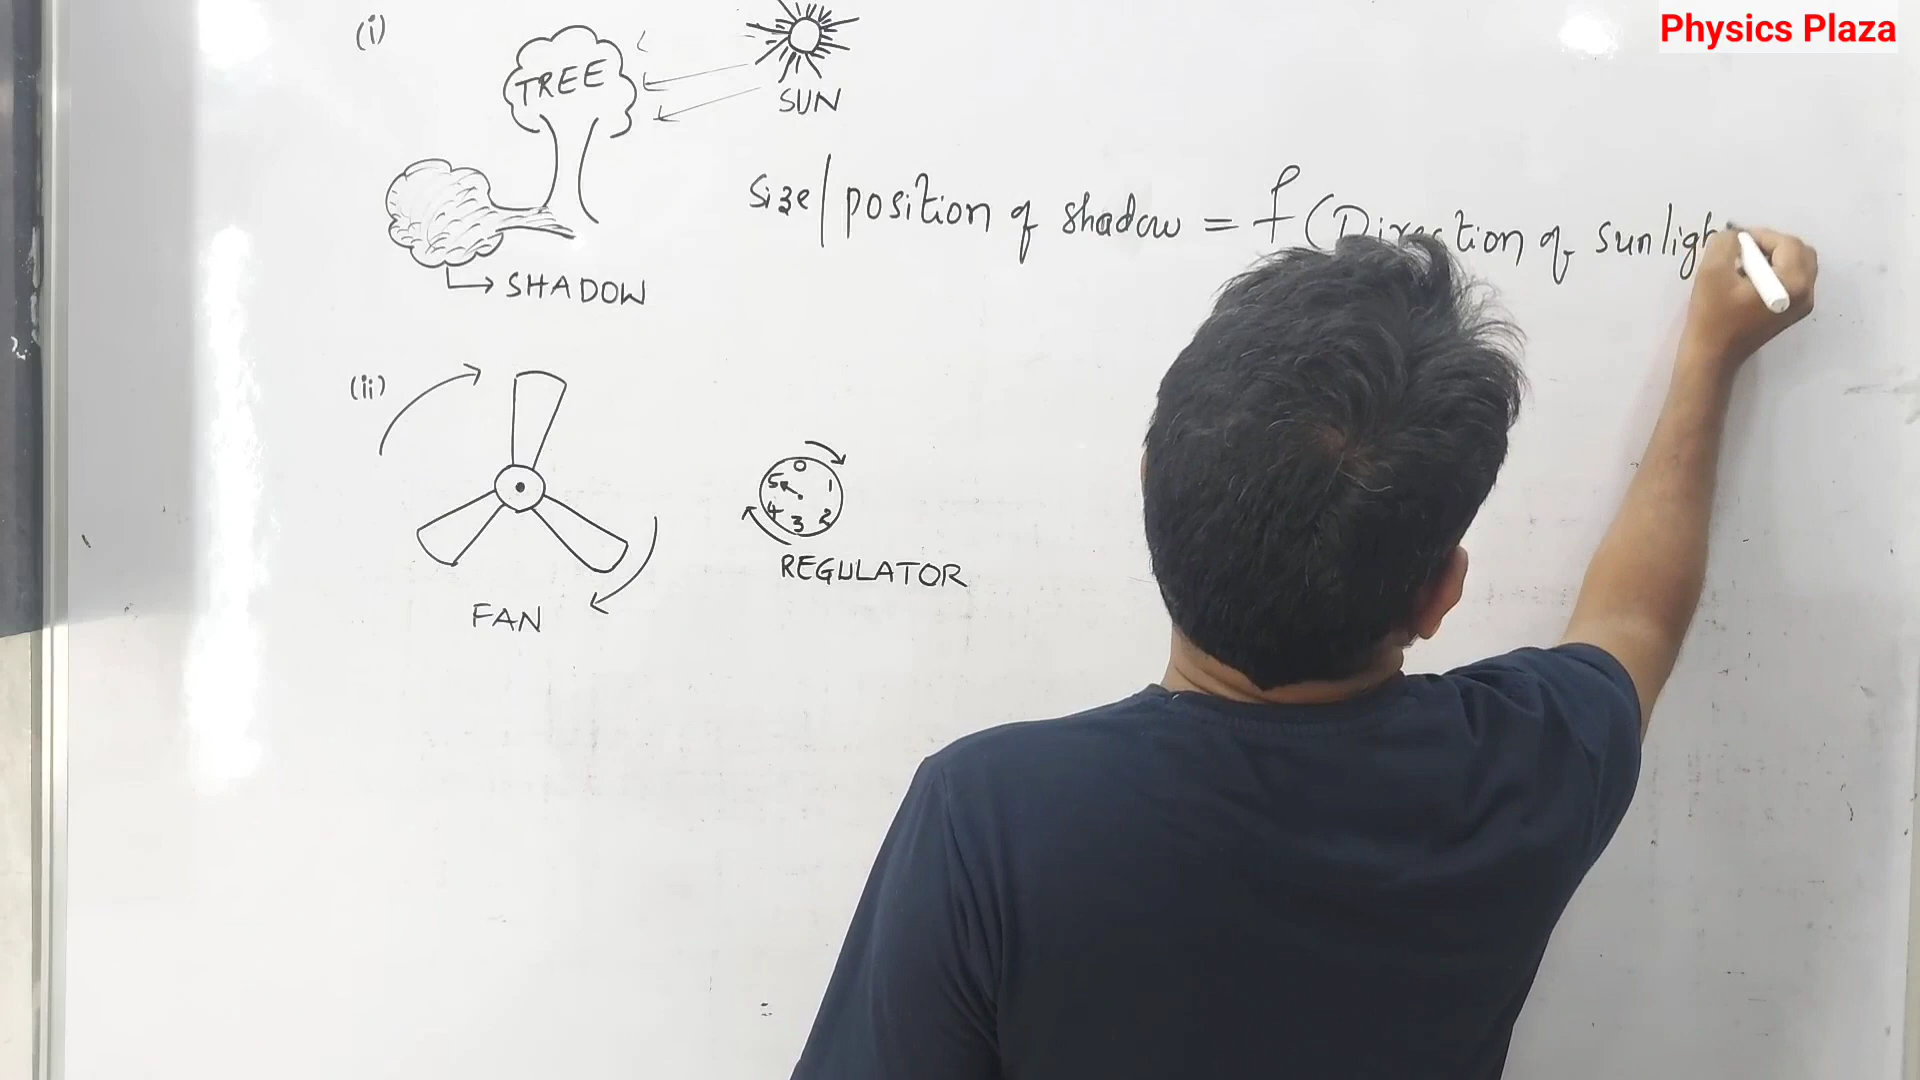 Physics Plaza
(i)
TREE
SUN
size/position of shadow = f (Direction of sunligh
SHADOW
(ii)
0
5 1
4 3 2
REGULATOR
FAN